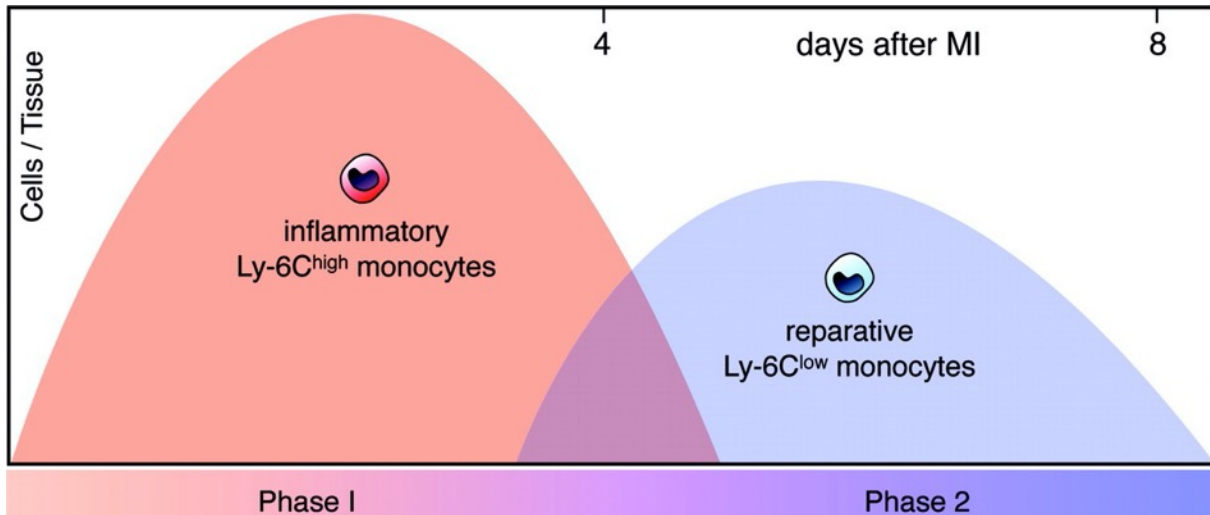 Cells / Tissue
4 days after MI 8
inflammatory
Ly-6Chigh monocytes
reparative
Ly-6Clow monocytes
Phase I Phase 2